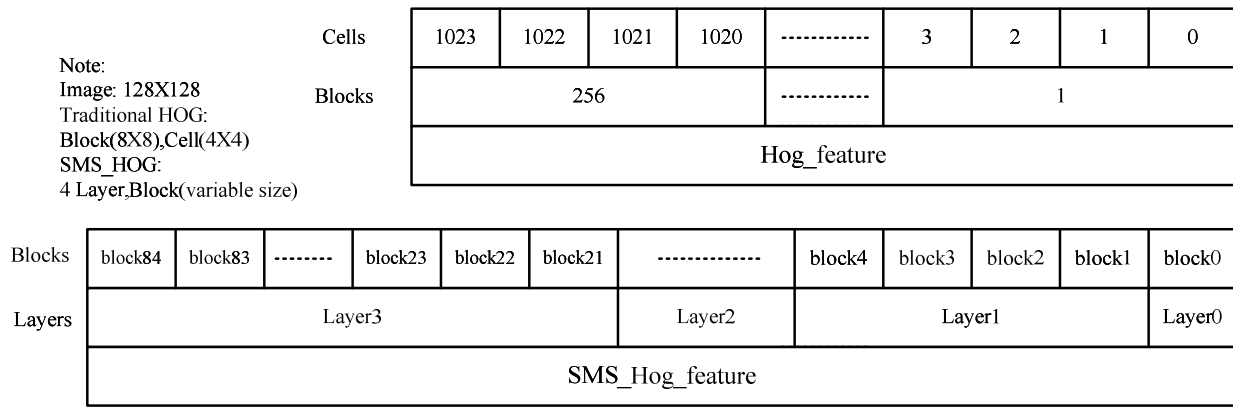 Cells 1023 1022 1021 1020 ------------ 3 2 1 0
Note:
Image: 128X128
Blocks 256 ------------ 1
Traditional HOG:
Block(8X8),Cell(4X4)
Hog_feature
SMS_HOG:
4 Layer,Block(variable size)
Blocks block84 block83 -------- block23 block22 block21 -------------- block4 block3 block2 block1 block0
Layers Layer3 Layer2 Layer1 Layer0
SMS_Hog_feature